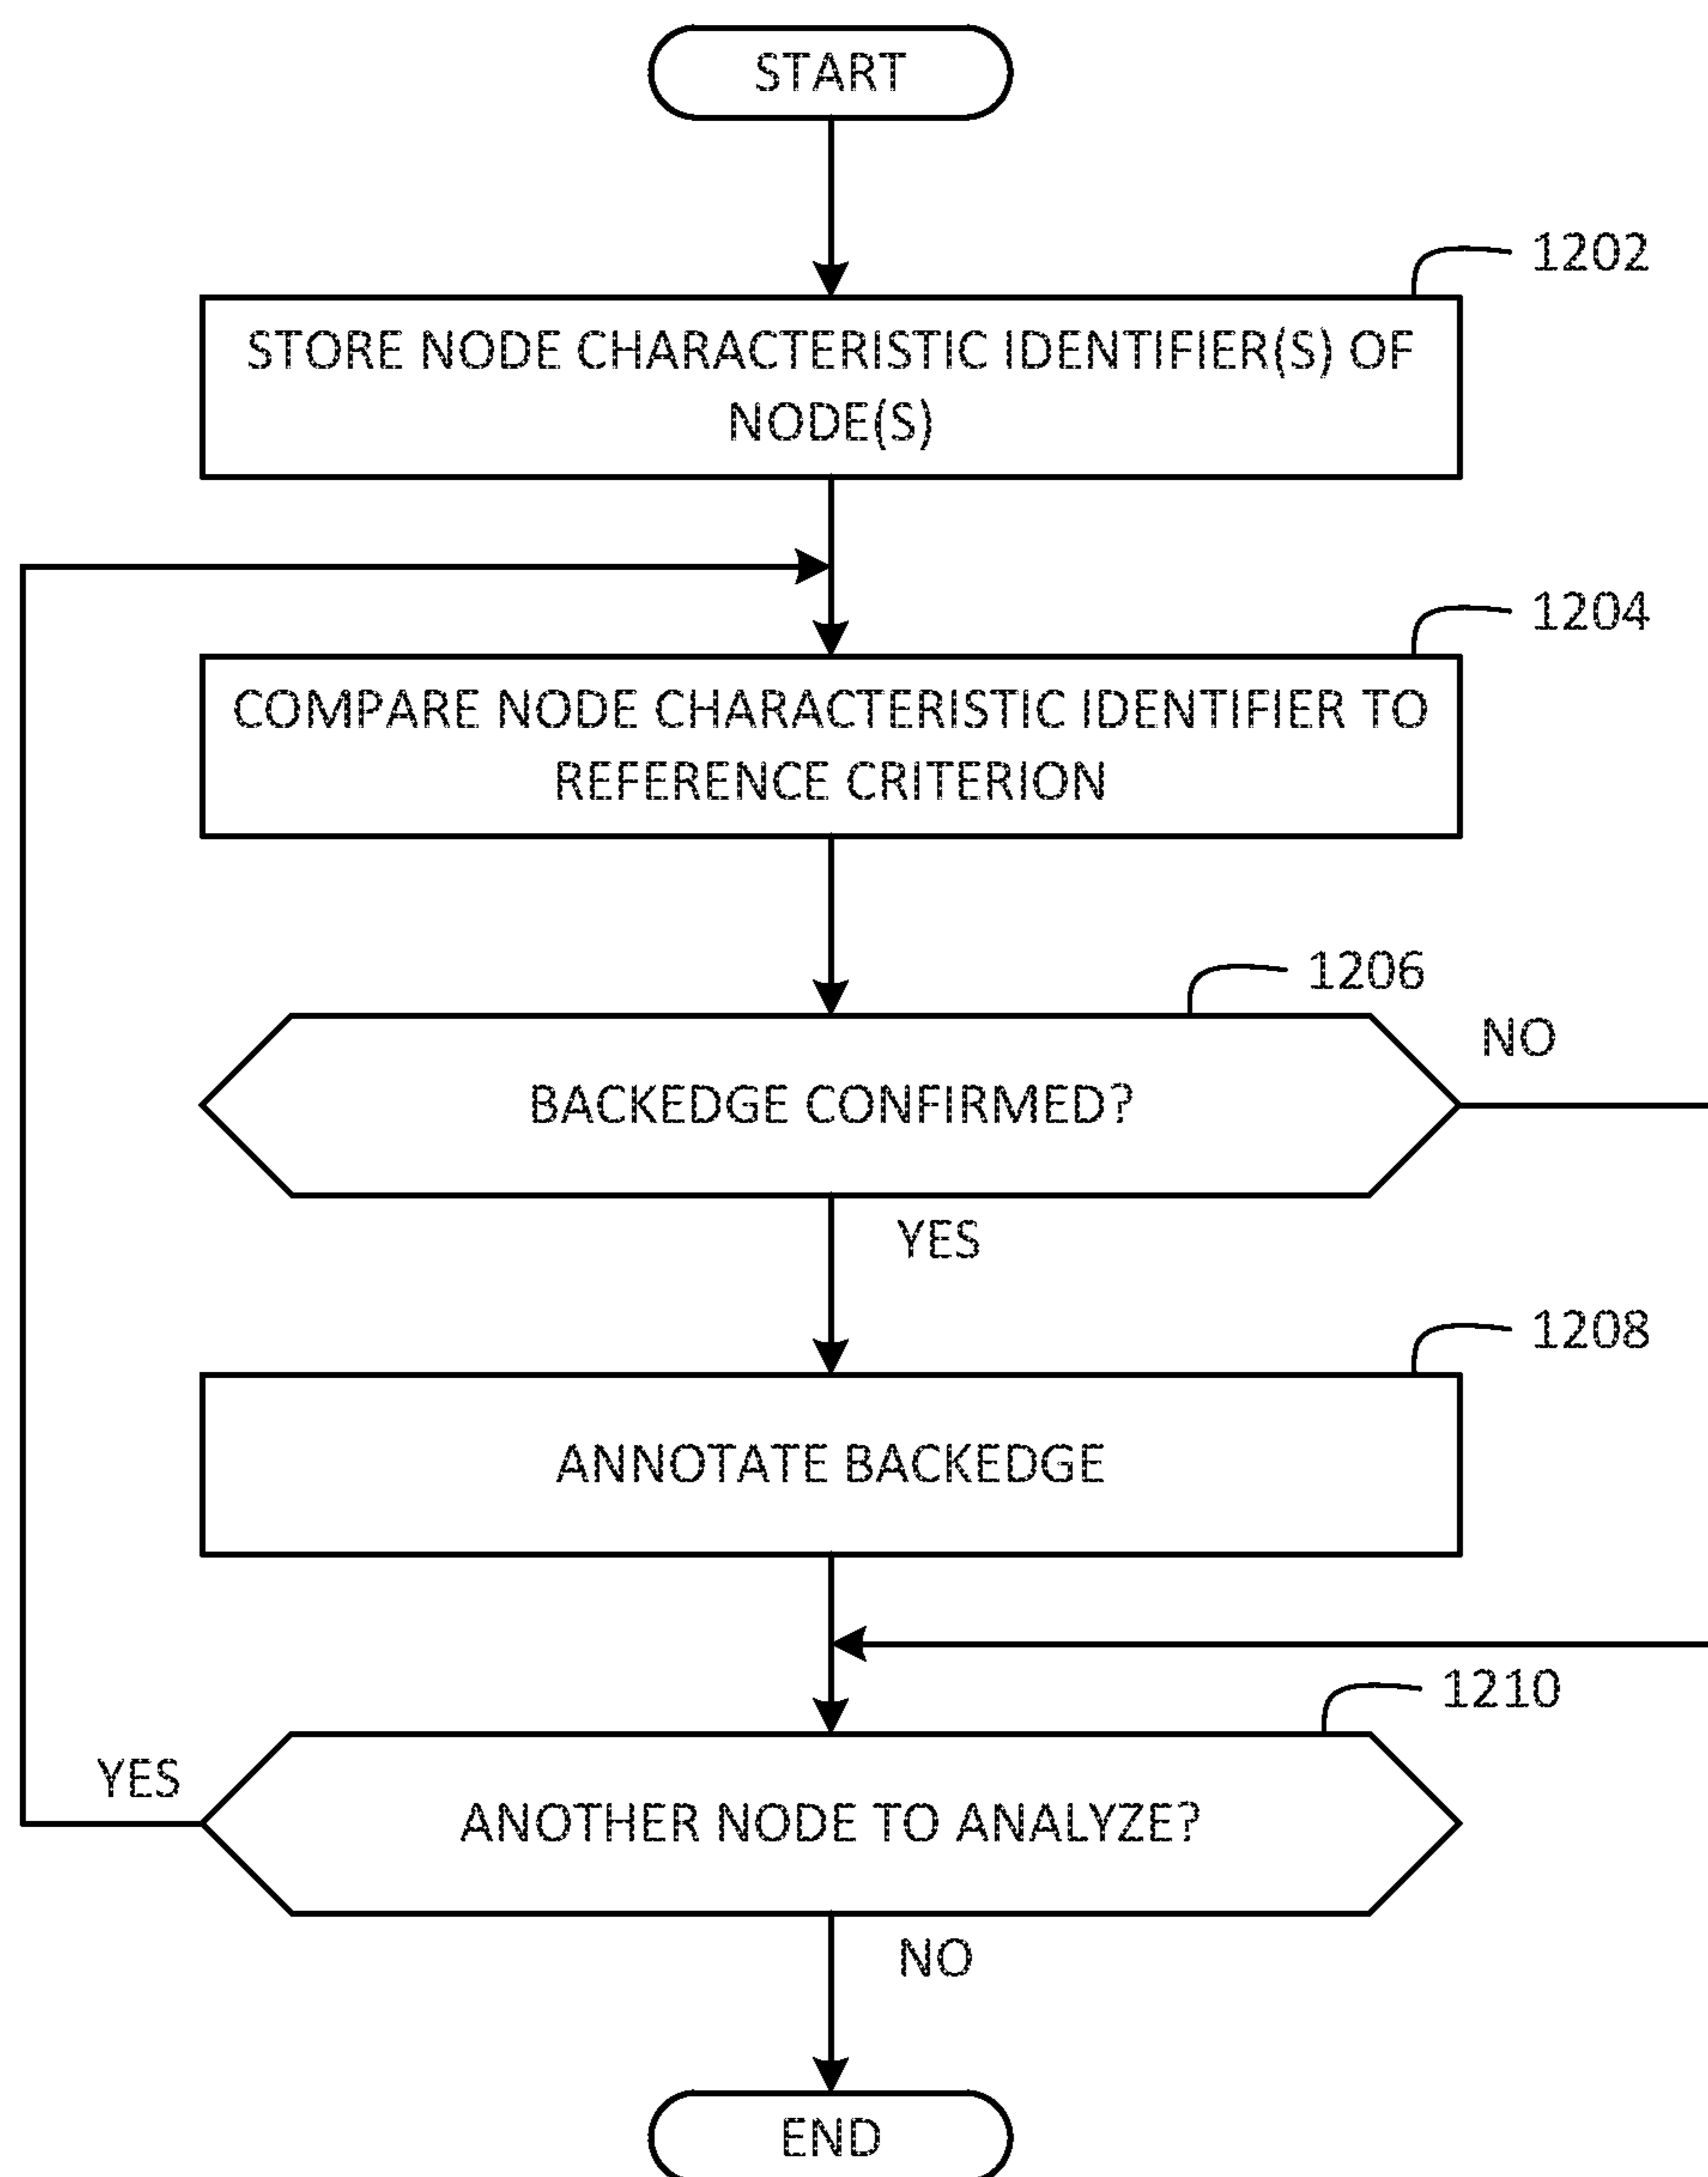 START
1202
STORE NODE CHARACTERISTIC IDENTIFIER(S) OF
NODE(S)
1204
COMPARE NODE CHARACTERISTIC IDENTIFIER TO
REFERENCE CRITERION
1206
NO
BACKEDGE CONFIRMED?
YES
1208
ANNOTATE BACKEDGE
1210
YES
ANOTHER NODE TO ANALYZE?
NO
END